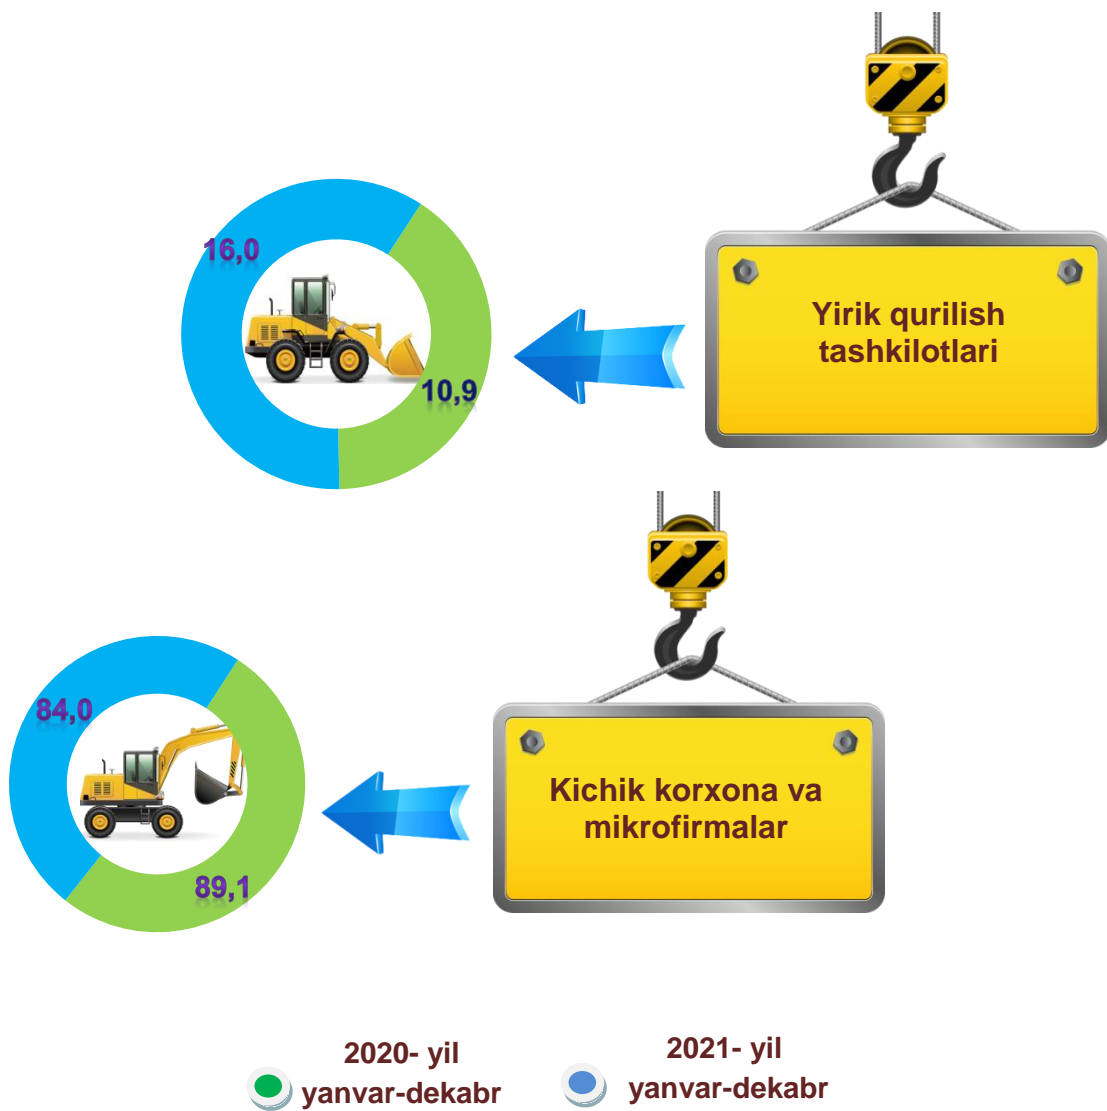 16,0
10,9
Yirik qurilish
tashkilotlari
84,0
89,1
Kichik korxona va
mikrofirmalar
2020- yil
yanvar-dekabr
2021- yil
yanvar-dekabr